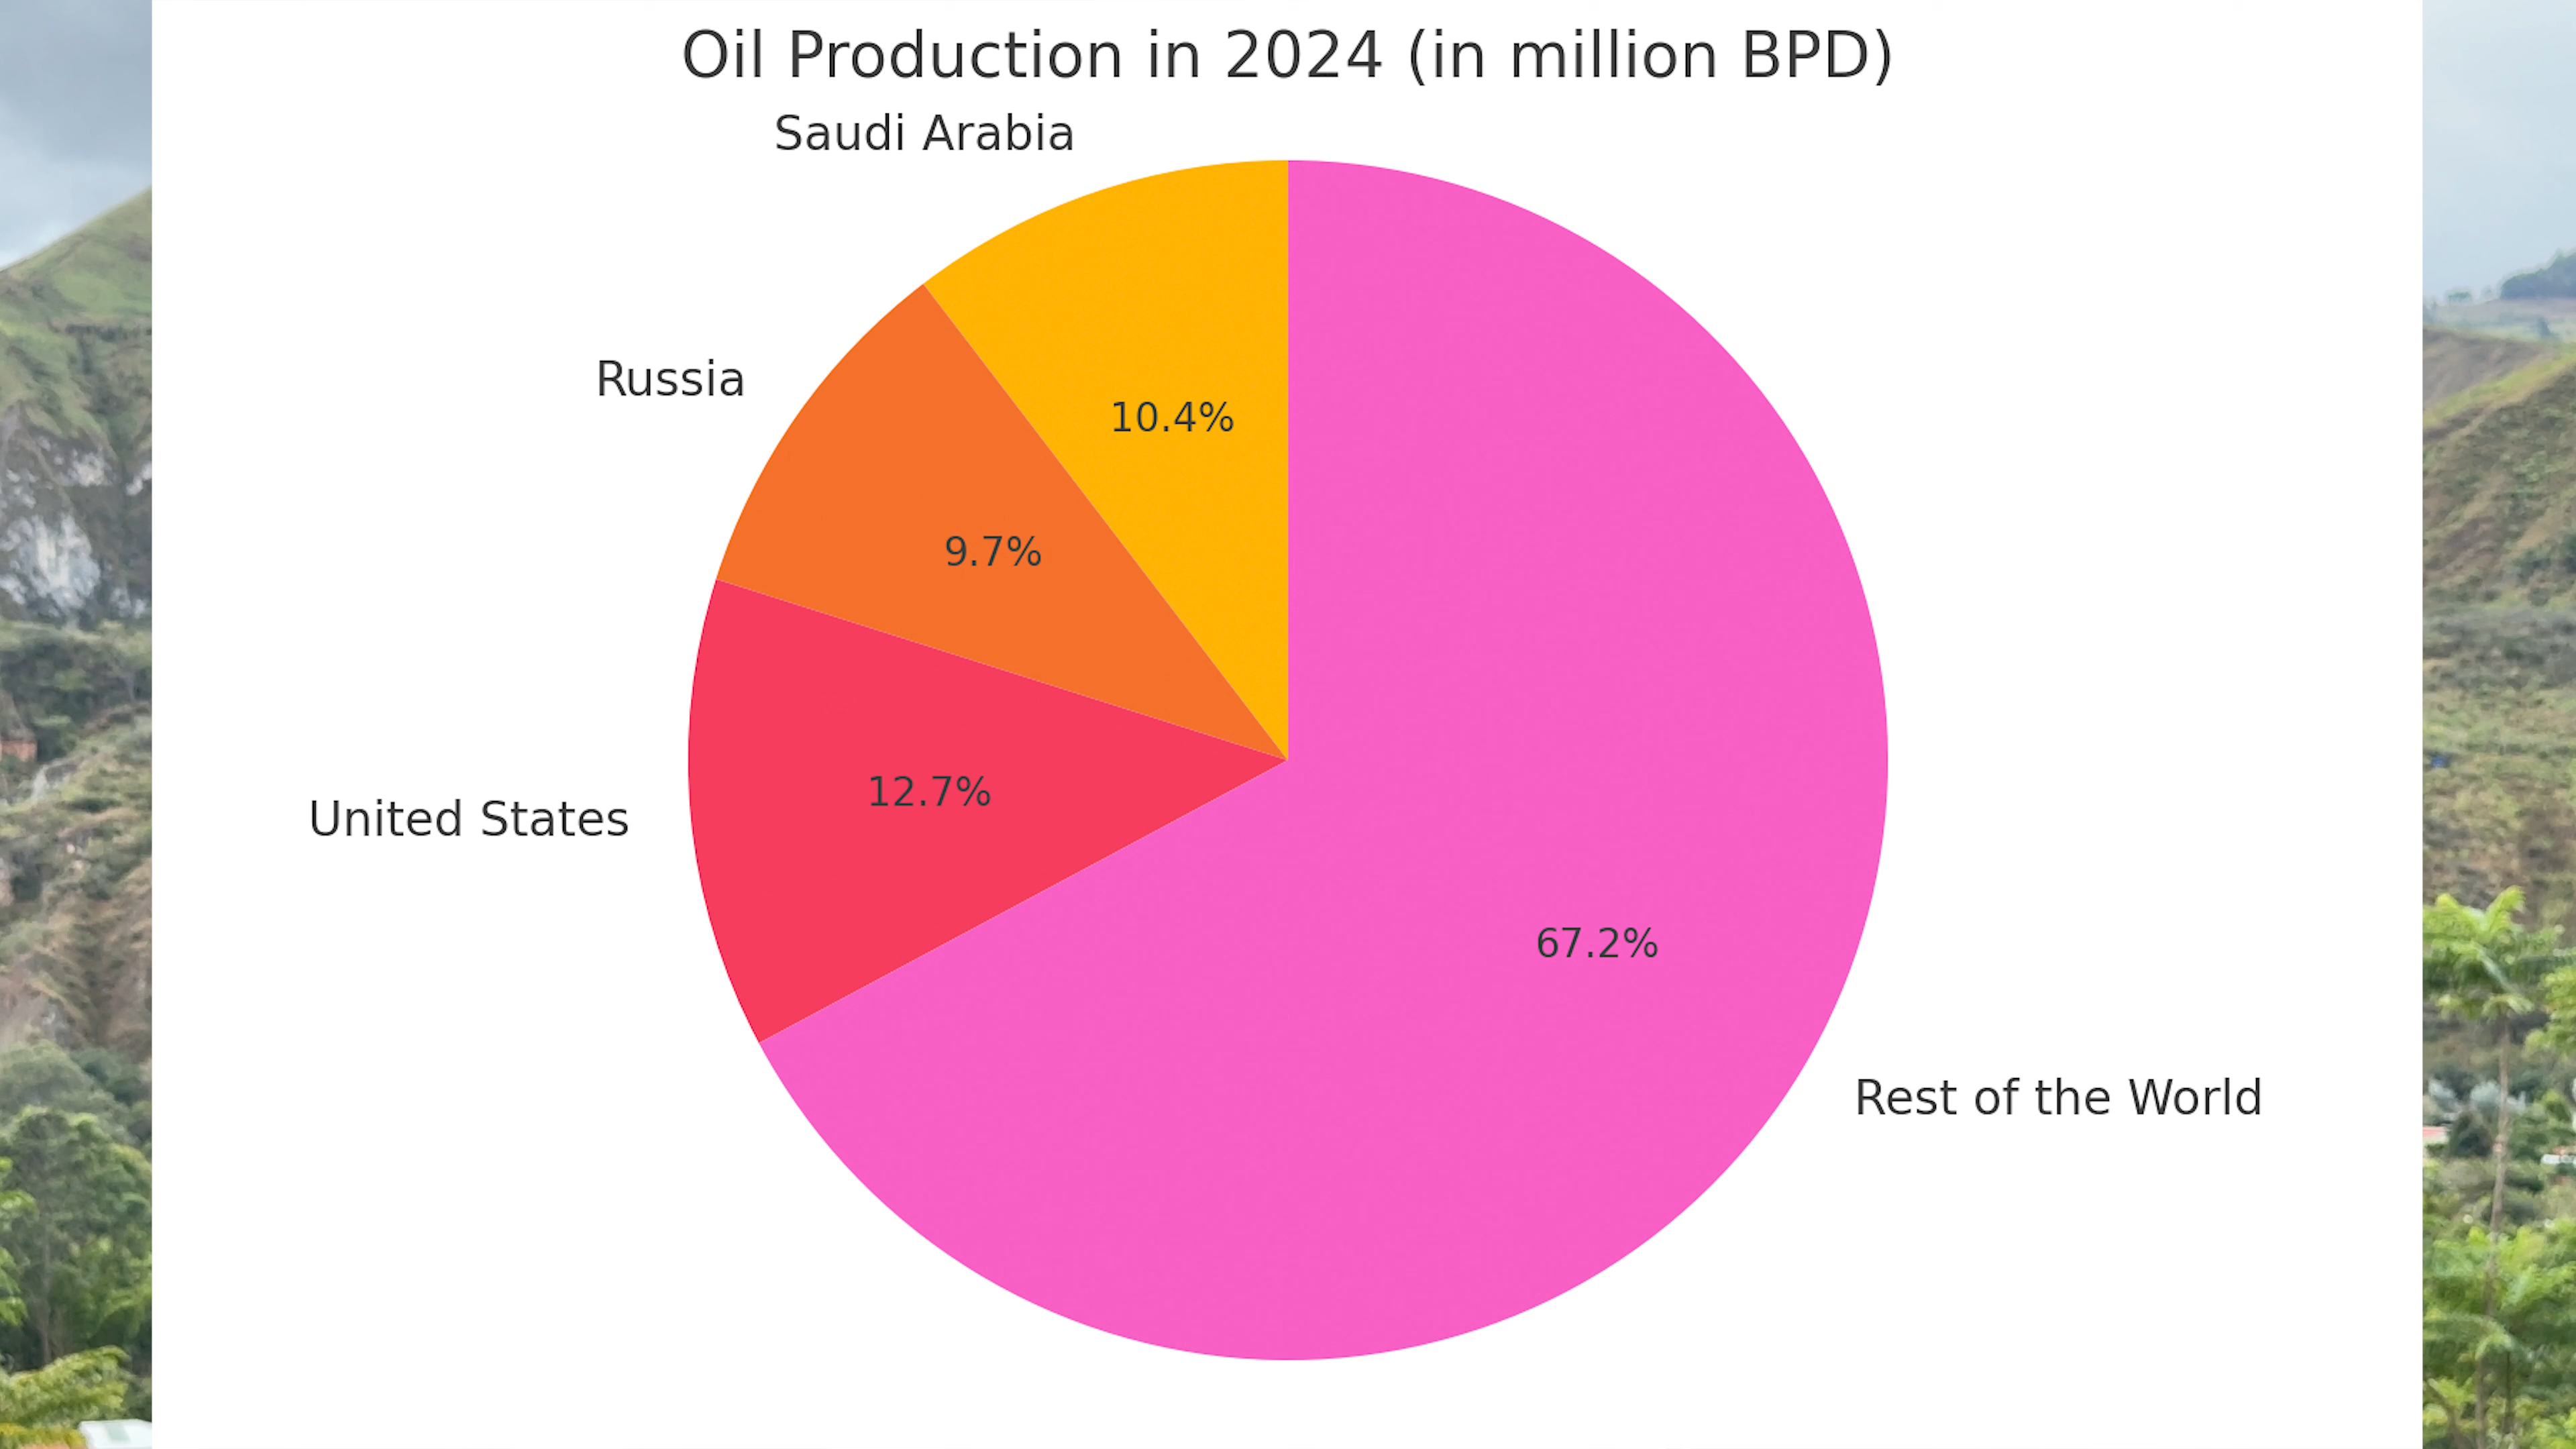 Oil Production in 2024 (in million BPD)
Saudi Arabia
Russia
10.4%
9.7%
12.7%
United States
67.2%
Rest of the World